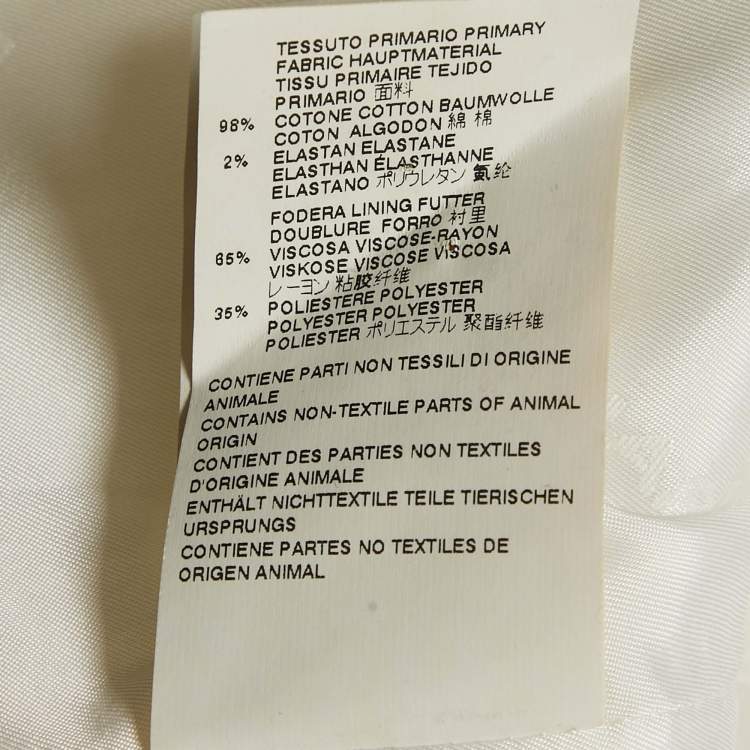 TESSUTO PRIMARIO PRIMARY
FABRIC HAUPTMATERIAL
TISSU PRIMAIRE TEJIDO
PRIMARIO 面料
98% COTONE COTTON BAUMWOLLE
COTON ALGODON 綿 棉
2% ELASTAN ELASTANE
ELASTHAN ÉLASTHANNE
ELASTANO ポリウレタン 氨纶
FODERA LINING FUTTER
DOUBLURE FORRO 衬里
65% VISCOSA VISCOSE-RAYON
VISKOSE VISCOSE VISCOSA
レーヨン 粘胶纤维
35% POLIESTERE POLYESTER
POLYESTER POLYESTER
POLIESTER ポリエステル 聚酯纤维
CONTIENE PARTI NON TESSILI DI ORIGINE
ANIMALE
CONTAINS NON-TEXTILE PARTS OF ANIMAL
ORIGIN
CONTIENT DES PARTIES NON TEXTILES
D'ORIGINE ANIMALE
ENTHÄLT NICHTTEXTILE TEILE TIERISCHEN
URSPRUNGS
CONTIENE PARTES NO TEXTILES DE
ORIGEN ANIMAL